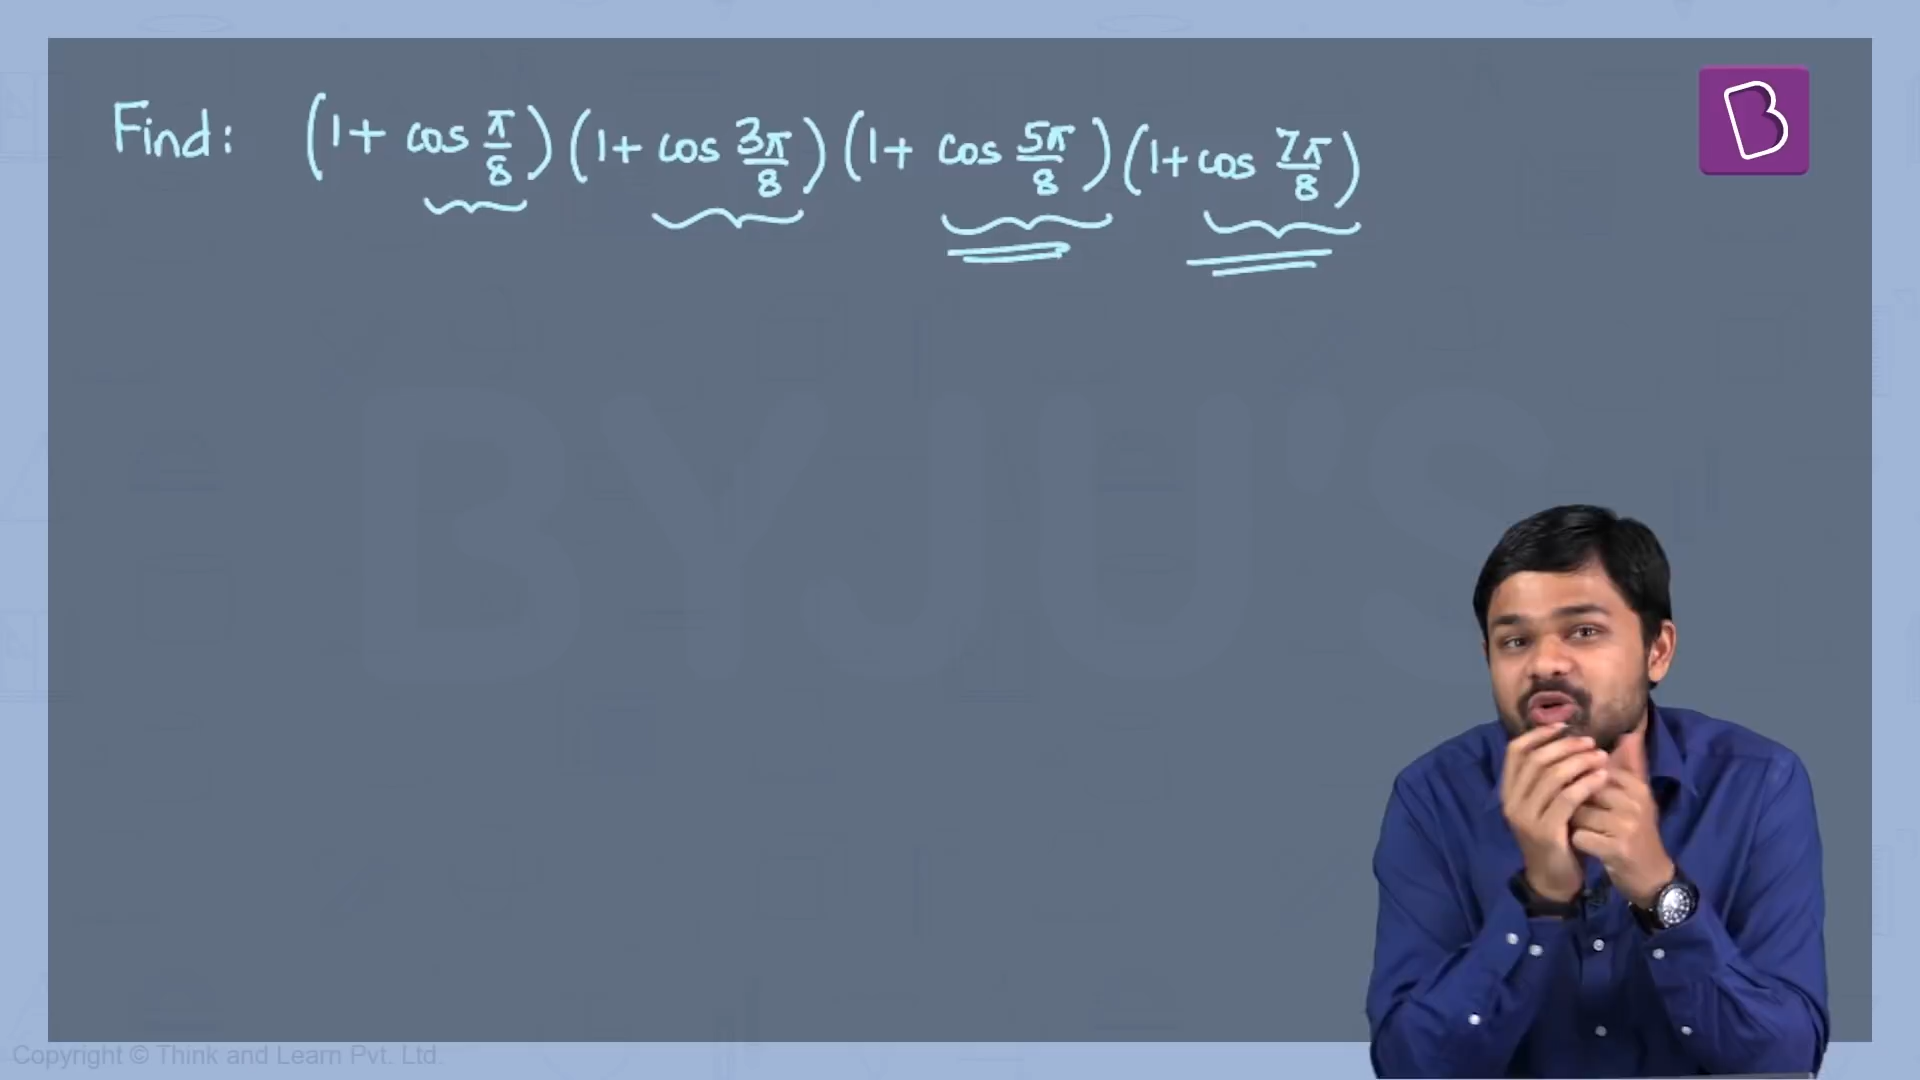 Find: (1 + cos π/8) (1 + cos 3π/8) (1 + cos 5π/8) (1 + cos 7π/8)
B
BYJU'S
Copyright © Think and Learn Pvt. Ltd.